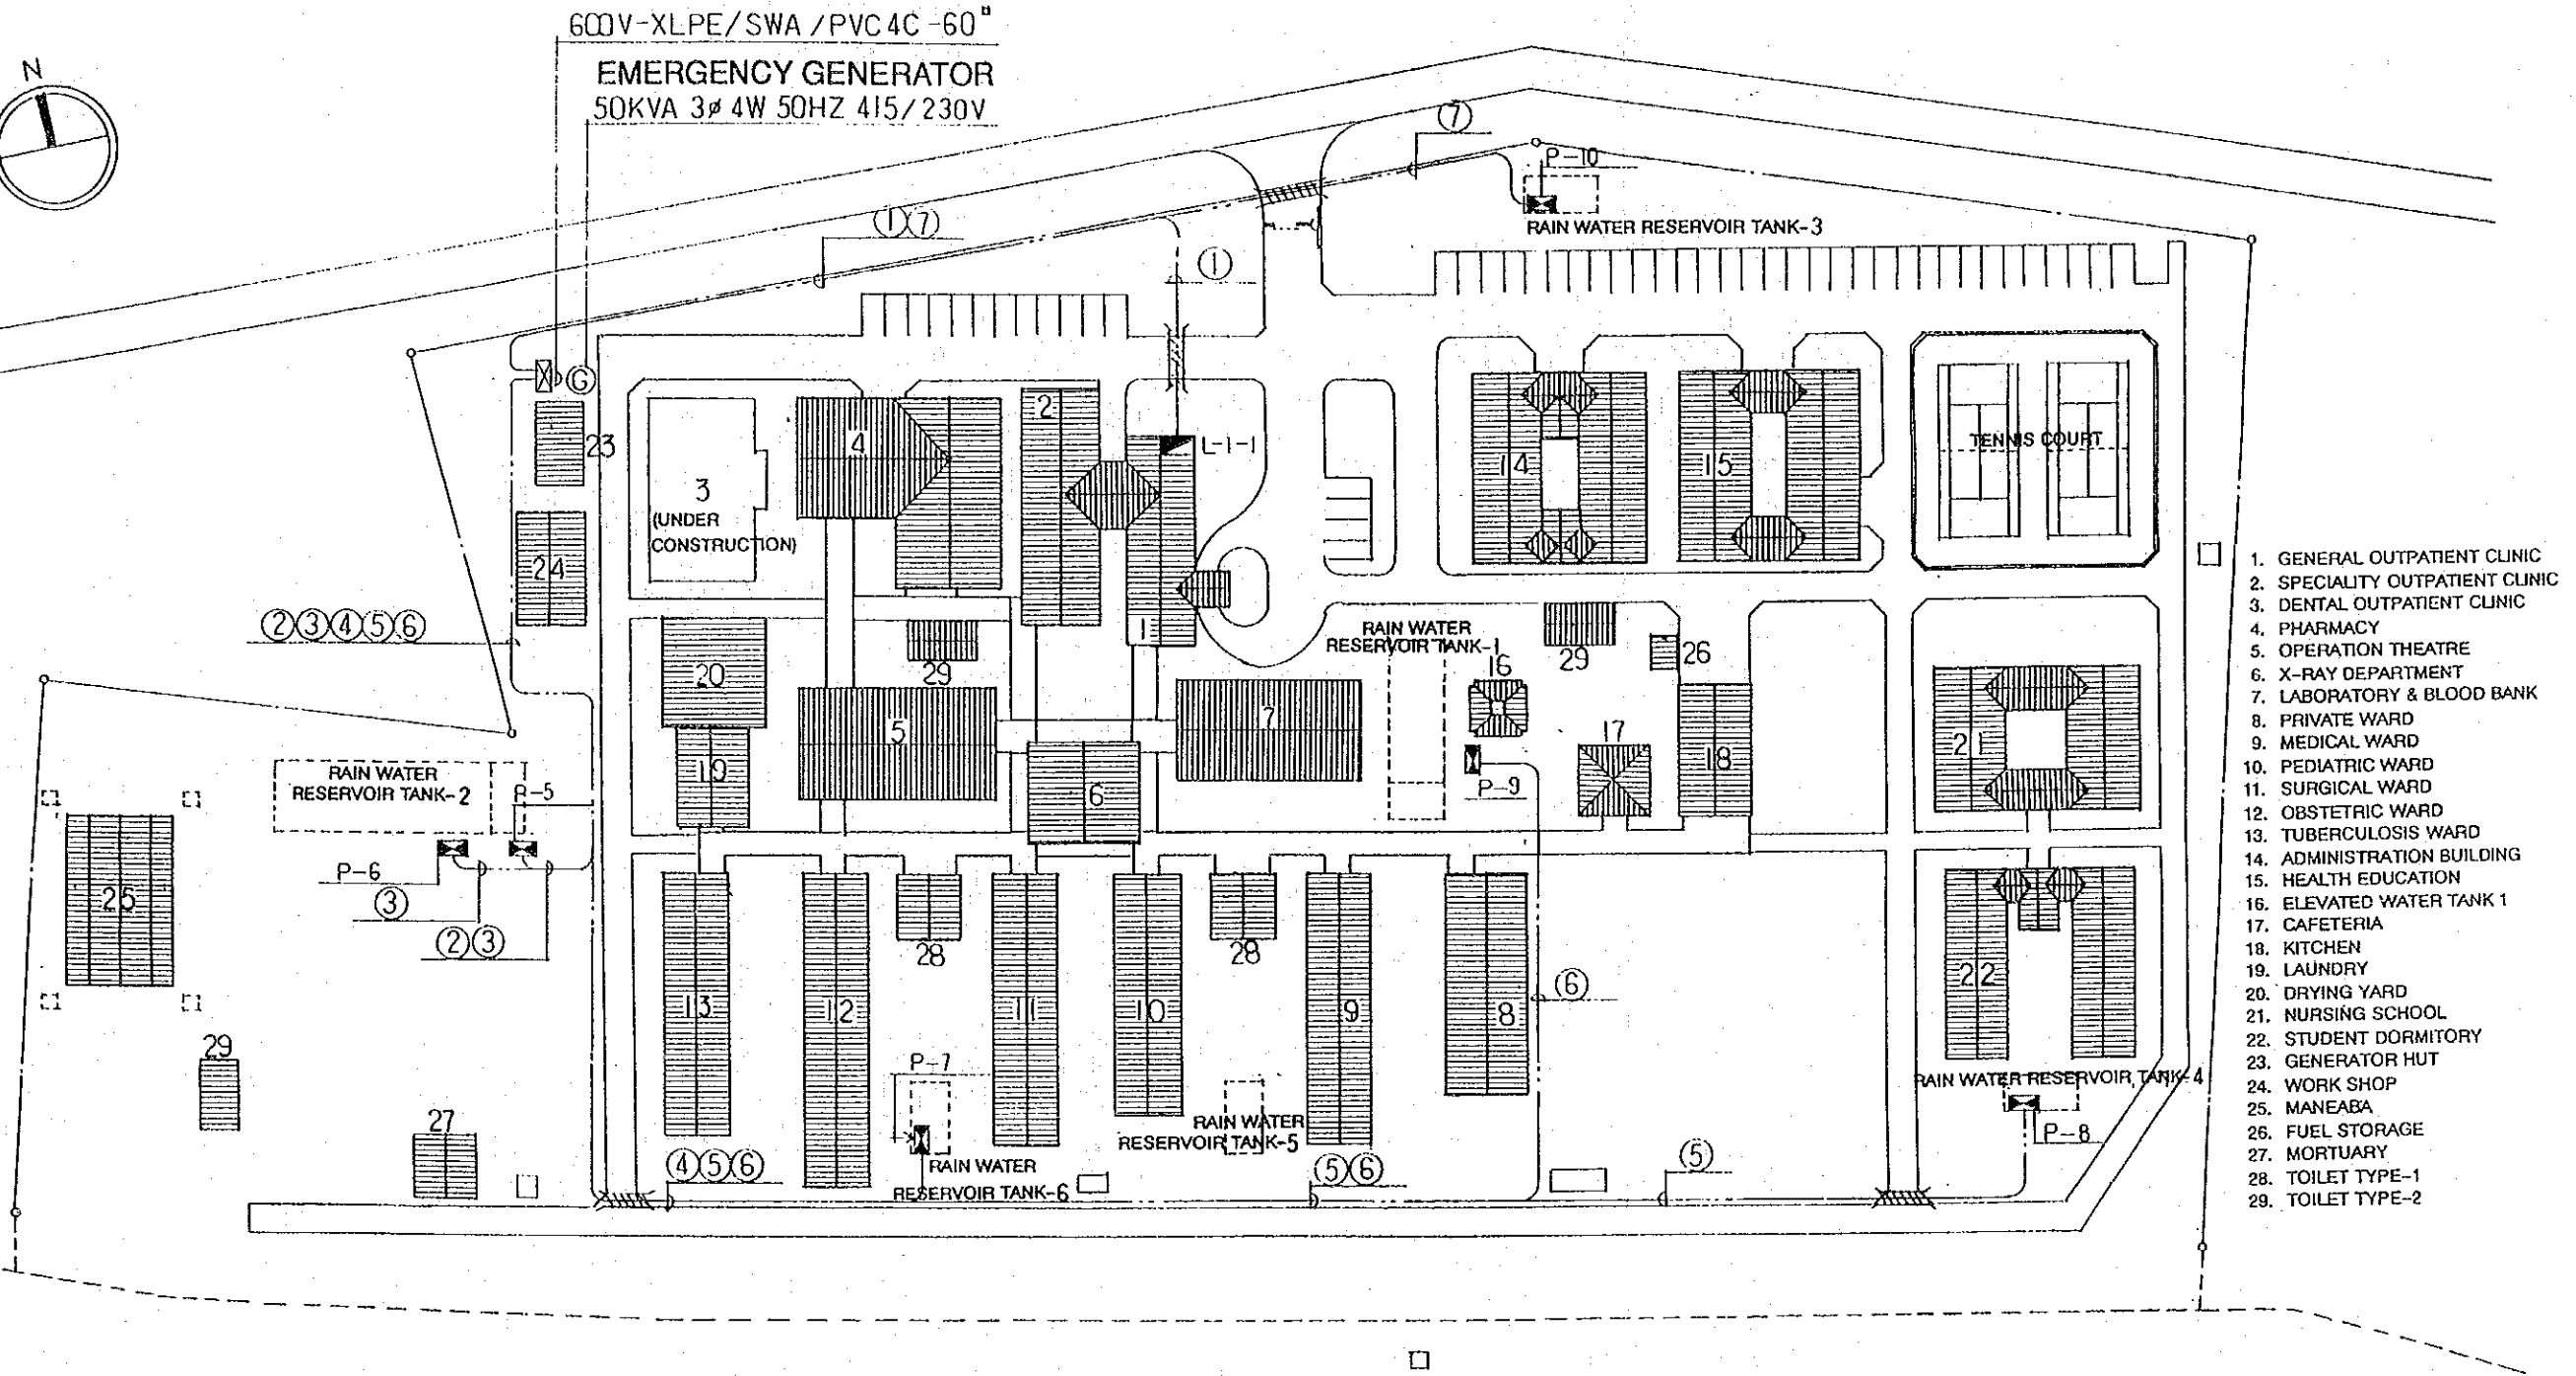 600V-XLPE/SWA/PVC 4C-60"
EMERGENCY GENERATOR
50KVA 3ø 4W 50HZ 415/230V
N
⑦
P-10
RAIN WATER RESERVOIR TANK-3
①⑦
①
G
23
2
4
L-1-1
14
15
TENNIS COURT
3
(UNDER
CONSTRUCTION)
24
②③④⑤⑥
1
RAIN WATER
RESERVOIR TANK-1
29
26
20
29
16
5
7
17
18
21
19
6
P-9
RAIN WATER
RESERVOIR TANK-2
P-5
P-6
③
②③
25
28
28
13
12
11
10
9
8
⑥
22
29
P-7
27
RAIN WATER RESERVOIR TANK-4
P-8
RAIN WATER
RESERVOIR TANK-5
④⑤⑥
RAIN WATER
RESERVOIR TANK-6
⑤⑥
⑤
1. GENERAL OUTPATIENT CLINIC
2. SPECIALITY OUTPATIENT CLINIC
3. DENTAL OUTPATIENT CLINIC
4. PHARMACY
5. OPERATION THEATRE
6. X-RAY DEPARTMENT
7. LABORATORY & BLOOD BANK
8. PRIVATE WARD
9. MEDICAL WARD
10. PEDIATRIC WARD
11. SURGICAL WARD
12. OBSTETRIC WARD
13. TUBERCULOSIS WARD
14. ADMINISTRATION BUILDING
15. HEALTH EDUCATION
16. ELEVATED WATER TANK 1
17. CAFETERIA
18. KITCHEN
19. LAUNDRY
20. DRYING YARD
21. NURSING SCHOOL
22. STUDENT DORMITORY
23. GENERATOR HUT
24. WORK SHOP
25. MANEABA
26. FUEL STORAGE
27. MORTUARY
28. TOILET TYPE-1
29. TOILET TYPE-2